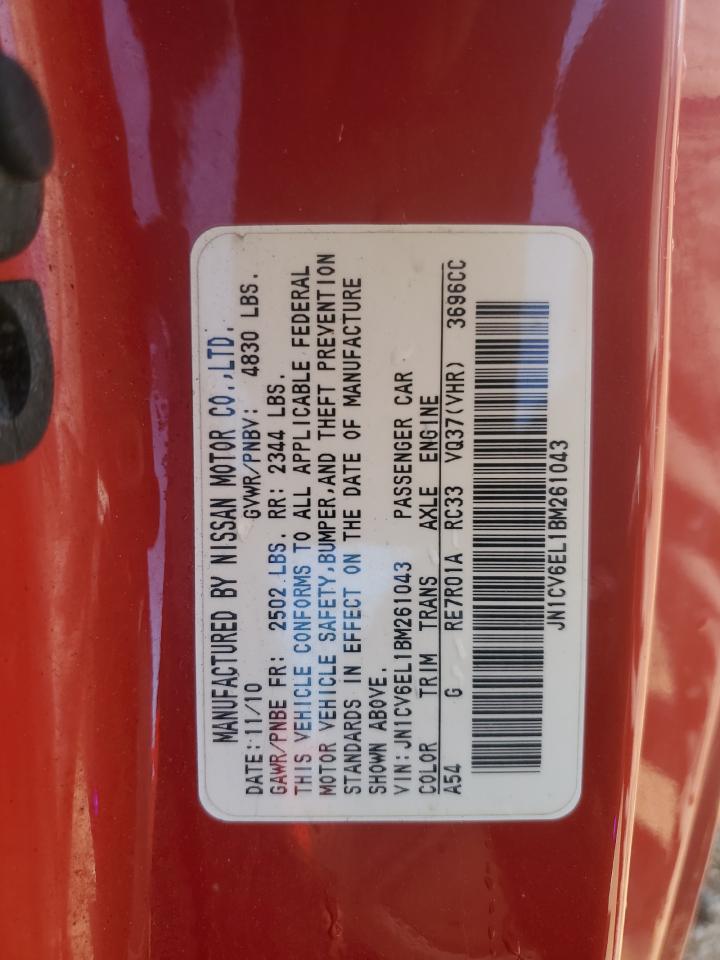 MANUFACTURED BY NISSAN MOTOR CO.,LTD.
DATE:11/10 GVWR/PNBV: 4830 LBS.
GAWR/PNBE FR: 2502 LBS. RR: 2344 LBS.
THIS VEHICLE CONFORMS TO ALL APPLICABLE FEDERAL
MOTOR VEHICLE SAFETY,BUMPER,AND THEFT PREVENTION
STANDARDS IN EFFECT ON THE DATE OF MANUFACTURE
SHOWN ABOVE.
VIN:JN1CV6EL1BM261043 PASSENGER CAR
COLOR TRIM TRANS AXLE ENGINE
A54 G RE7R01A RC33 VQ37(VHR) 3696CC
JN1CV6EL1BM261043